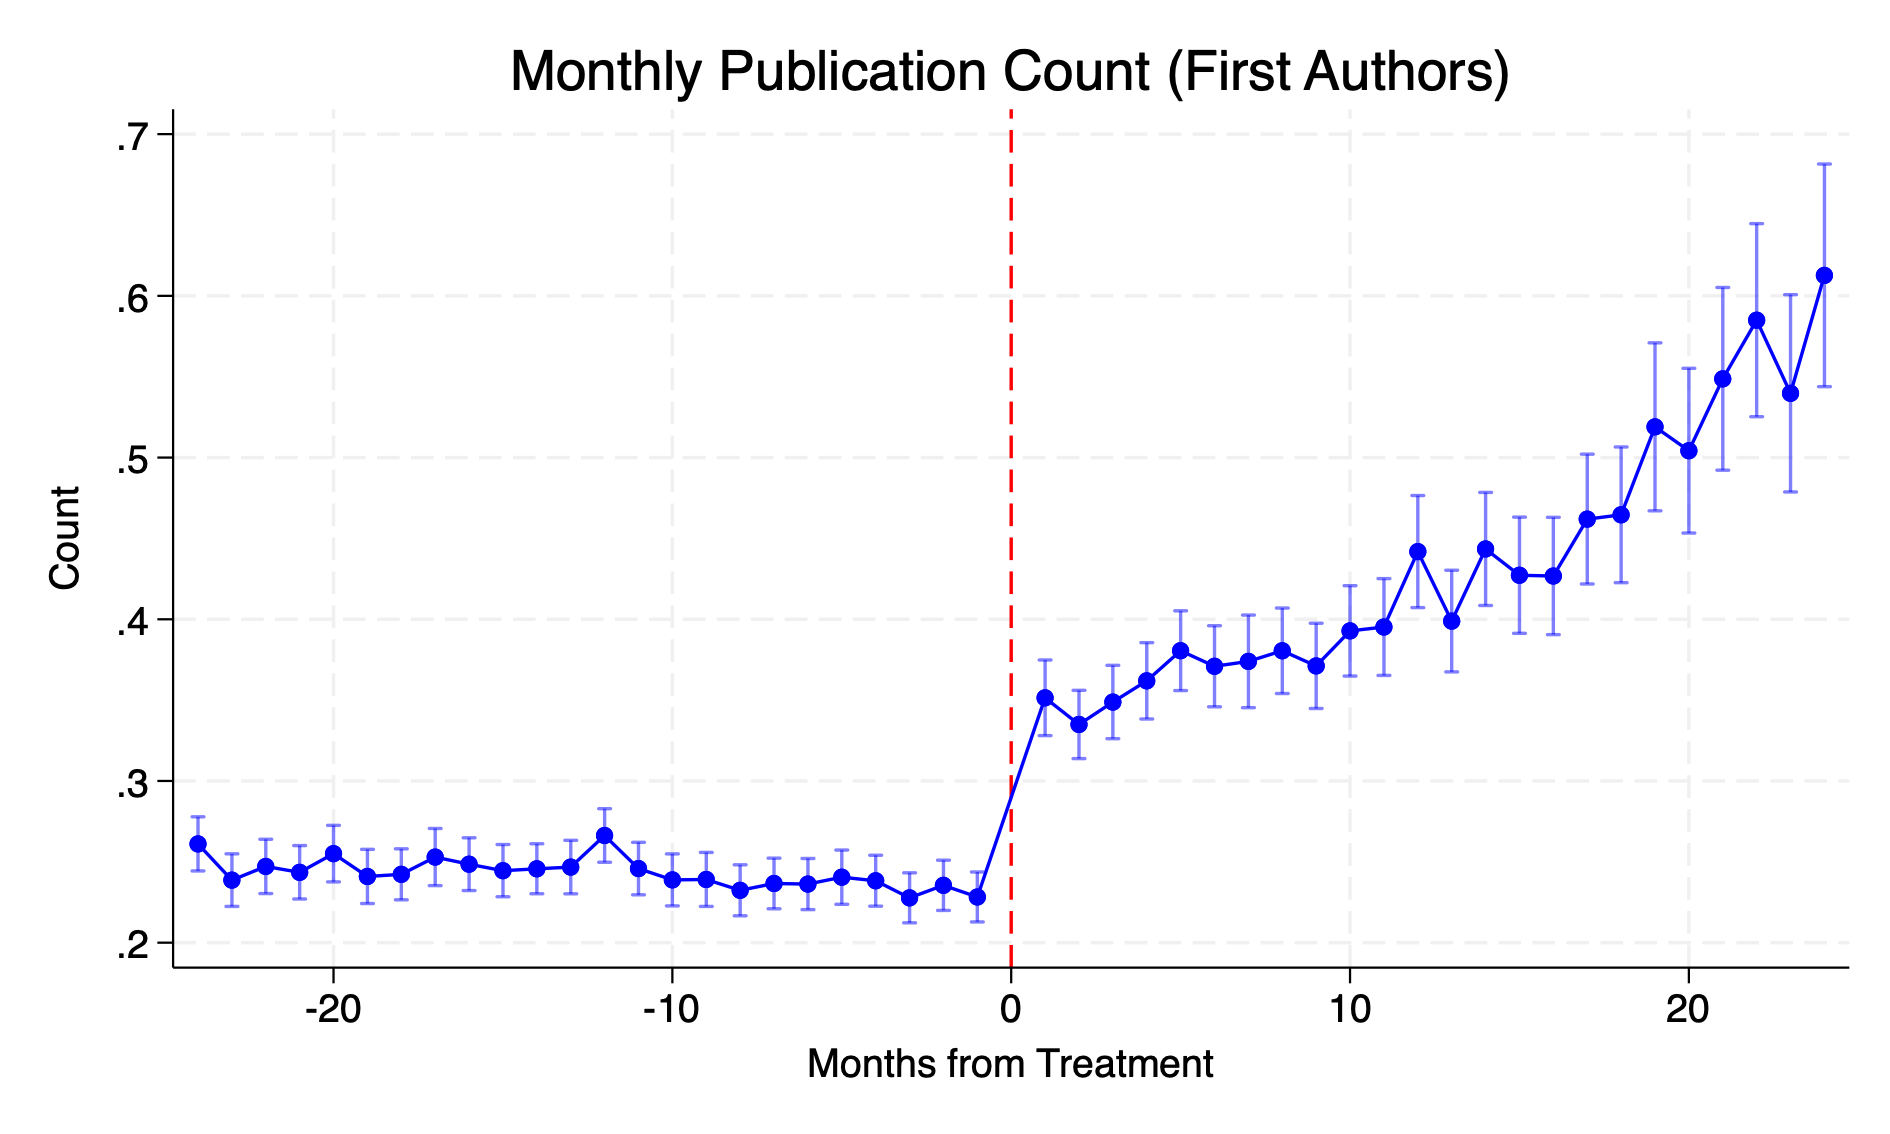 Monthly Publication Count (First Authors)
.7
.6
.5
.4
.3
.2
Count
-20 -10 0 10 20
Months from Treatment